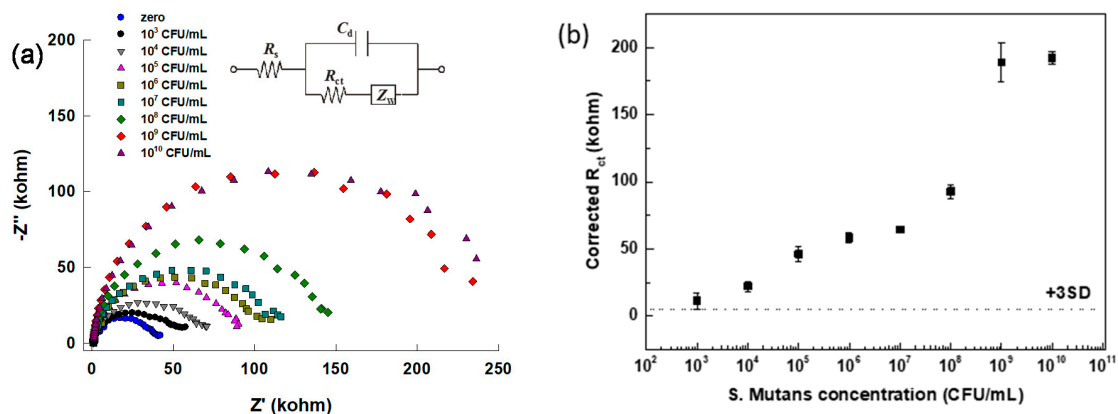 (a)
zero
10³ CFU/mL
10⁴ CFU/mL
10⁵ CFU/mL
10⁶ CFU/mL
10⁷ CFU/mL
10⁸ CFU/mL
10⁹ CFU/mL
10¹⁰ CFU/mL
Cd
Rs
Rct
Zw
200
150
100
50
0
-Z'' (kohm)
0 50 100 150 200 250
Z' (kohm)
(b)
200
150
100
50
0
Corrected Rct (kohm)
+3SD
10² 10³ 10⁴ 10⁵ 10⁶ 10⁷ 10⁸ 10⁹ 10¹⁰ 10¹¹
S. Mutans concentration (CFU/mL)